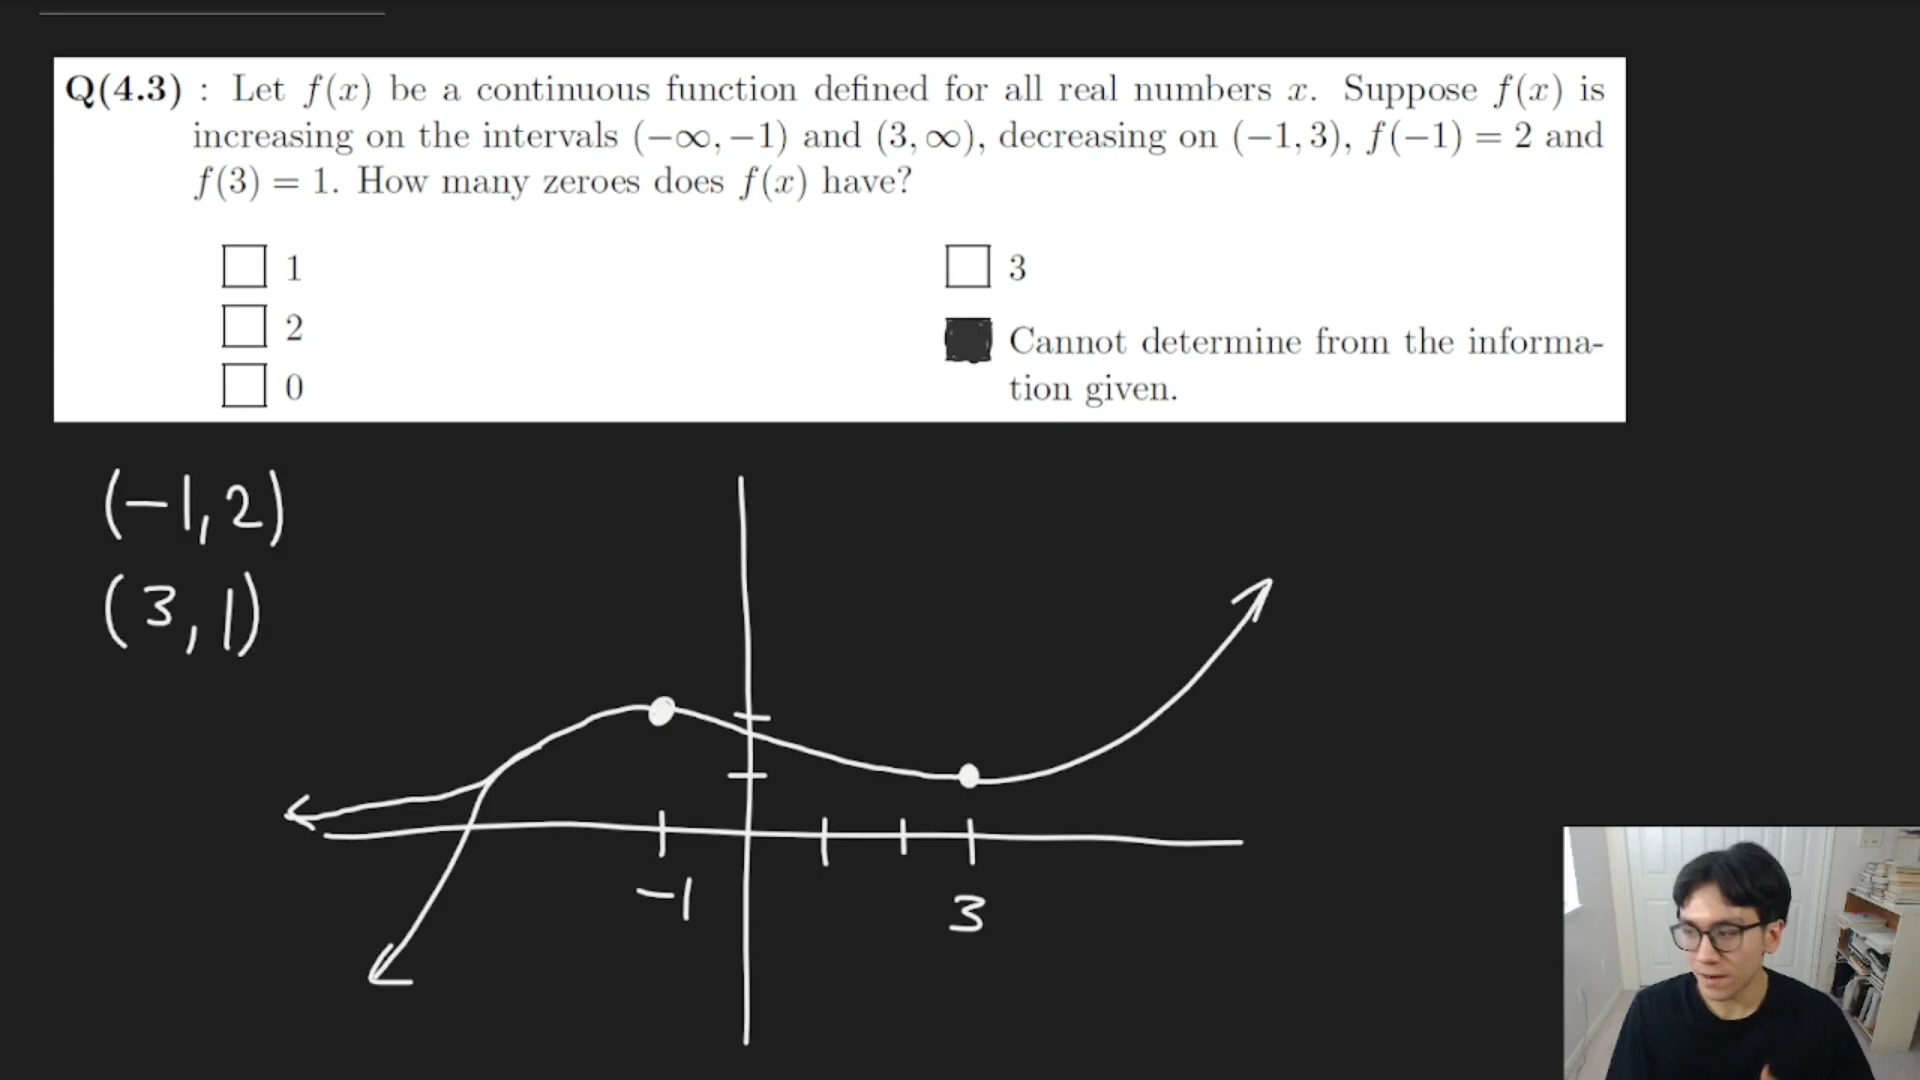 Q(4.3) : Let f(x) be a continuous function defined for all real numbers x. Suppose f(x) is
increasing on the intervals (−∞, −1) and (3, ∞), decreasing on (−1, 3), f(−1) = 2 and
f(3) = 1. How many zeroes does f(x) have?
1
2
0
3
Cannot determine from the informa-
tion given.
(−1, 2)
(3, 1)
−1
3